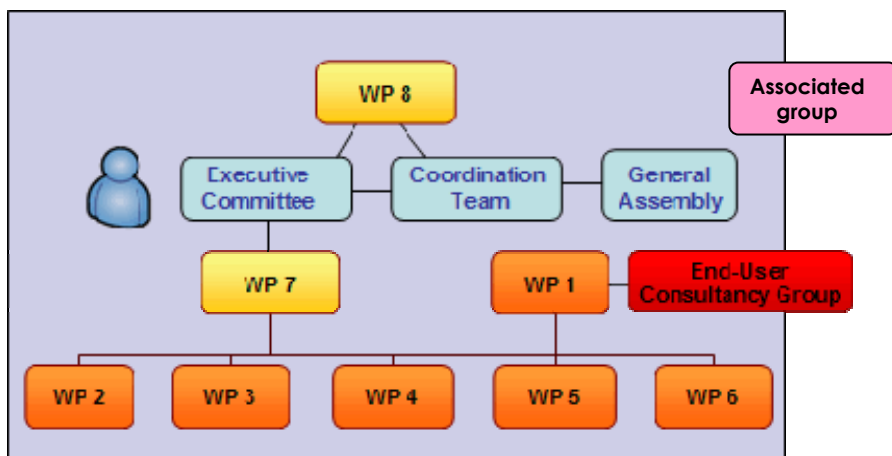 WP 8
Associated
group
Executive
Committee
Coordination
Team
General
Assembly
WP 7
WP 1
End-User
Consultancy Group
WP 2
WP 3
WP 4
WP 5
WP 6